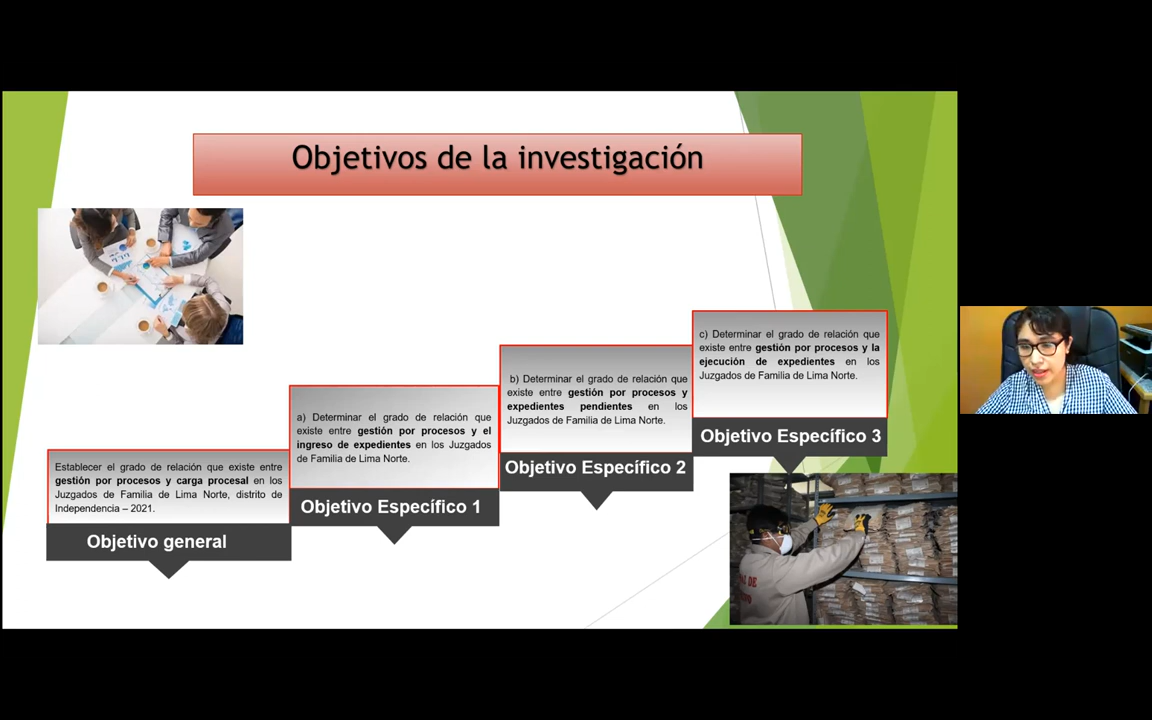 Objetivos de la investigación
Establecer el grado de relación que existe entre
gestión por procesos y carga procesal en los
Juzgados de Familia de Lima Norte, distrito de
Independencia – 2021.
Objetivo general
a) Determinar el grado de relación que
existe entre gestión por procesos y el
ingreso de expedientes en los Juzgados
de Familia de Lima Norte.
Objetivo Específico 1
b) Determinar el grado de relación que
existe entre gestión por procesos y
expedientes pendientes en los
Juzgados de Familia de Lima Norte.
Objetivo Específico 2
c) Determinar el grado de relación que
existe entre gestión por procesos y la
ejecución de expedientes en los
Juzgados de Familia de Lima Norte.
Objetivo Específico 3